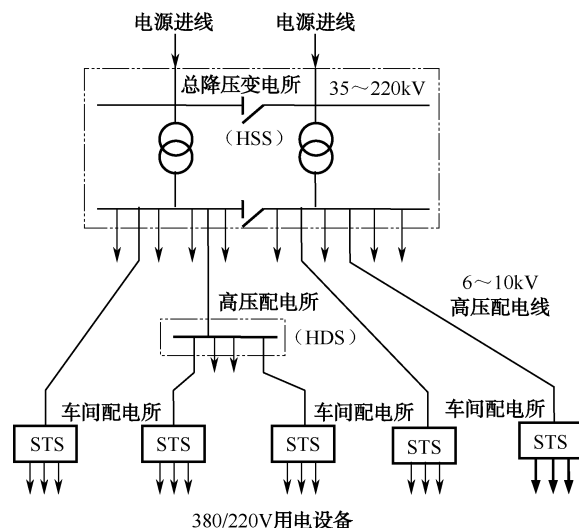 电源进线 电源进线
总降压变电所 35～220kV
（HSS）
6～10kV
高压配电所 高压配电线
（HDS）
车间配电所 车间配电所 车间配电所
STS STS STS STS STS
380/220V用电设备